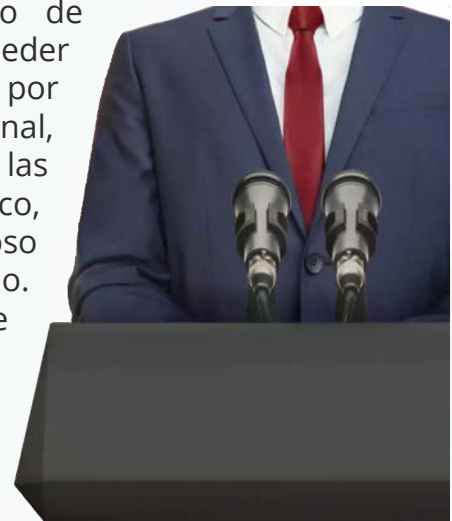 o de
eder
por
nal,
las
co,
oso
o.
e